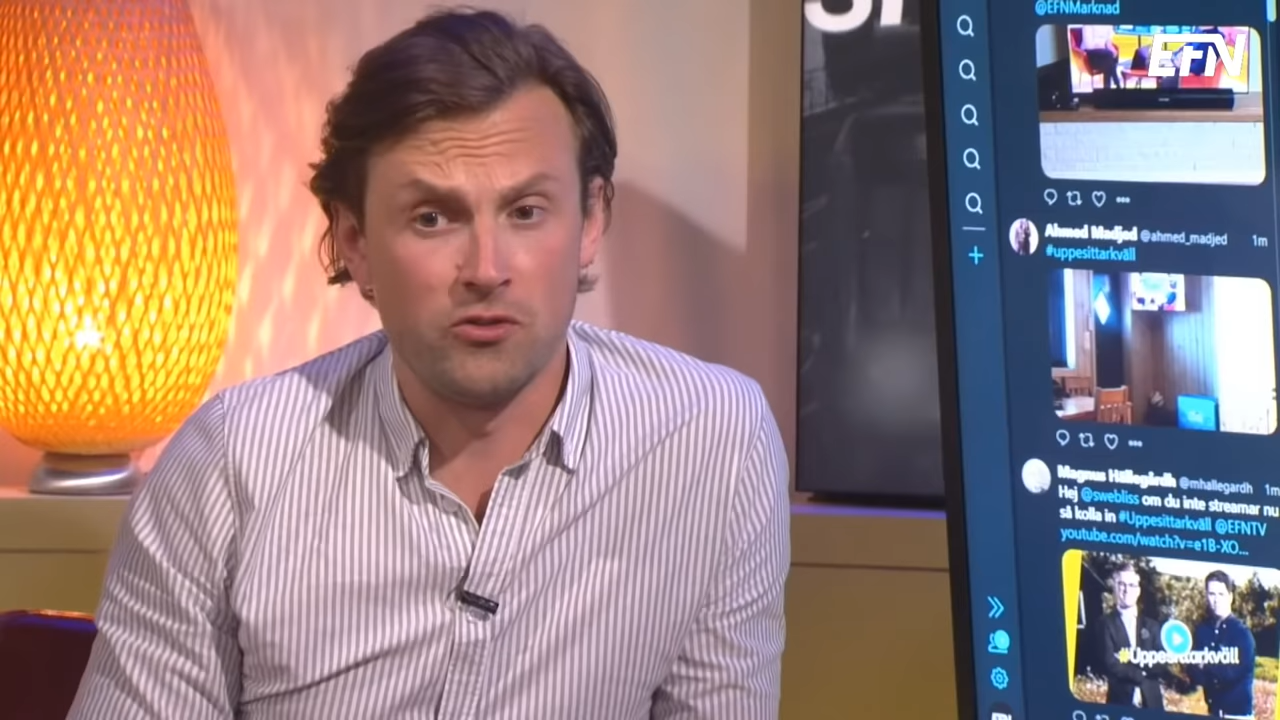 @EFNMarknad
EFN
Ahmed Madjed @ahmed_madjed 1m
#uppesittarkväll
Magnus Hällegårdh @mhallegardh 1m
Hej @swebliss om du inte streamar nu
så kolla in #Uppesittarkväll @EFNTV
youtube.com/watch?v=e1B-XO...
#Uppesittarkväll
EFN